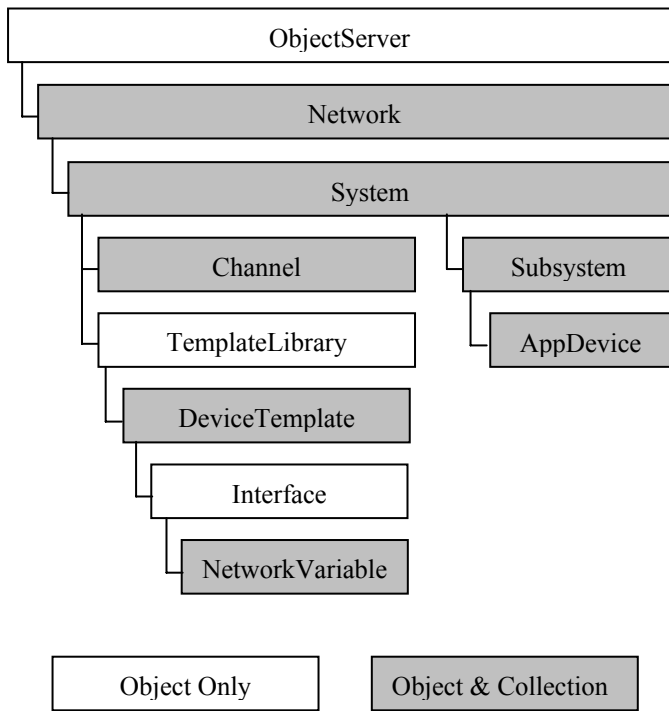 ObjectServer
Network
System
Channel
Subsystem
TemplateLibrary
AppDevice
DeviceTemplate
Interface
NetworkVariable
Object Only
Object & Collection